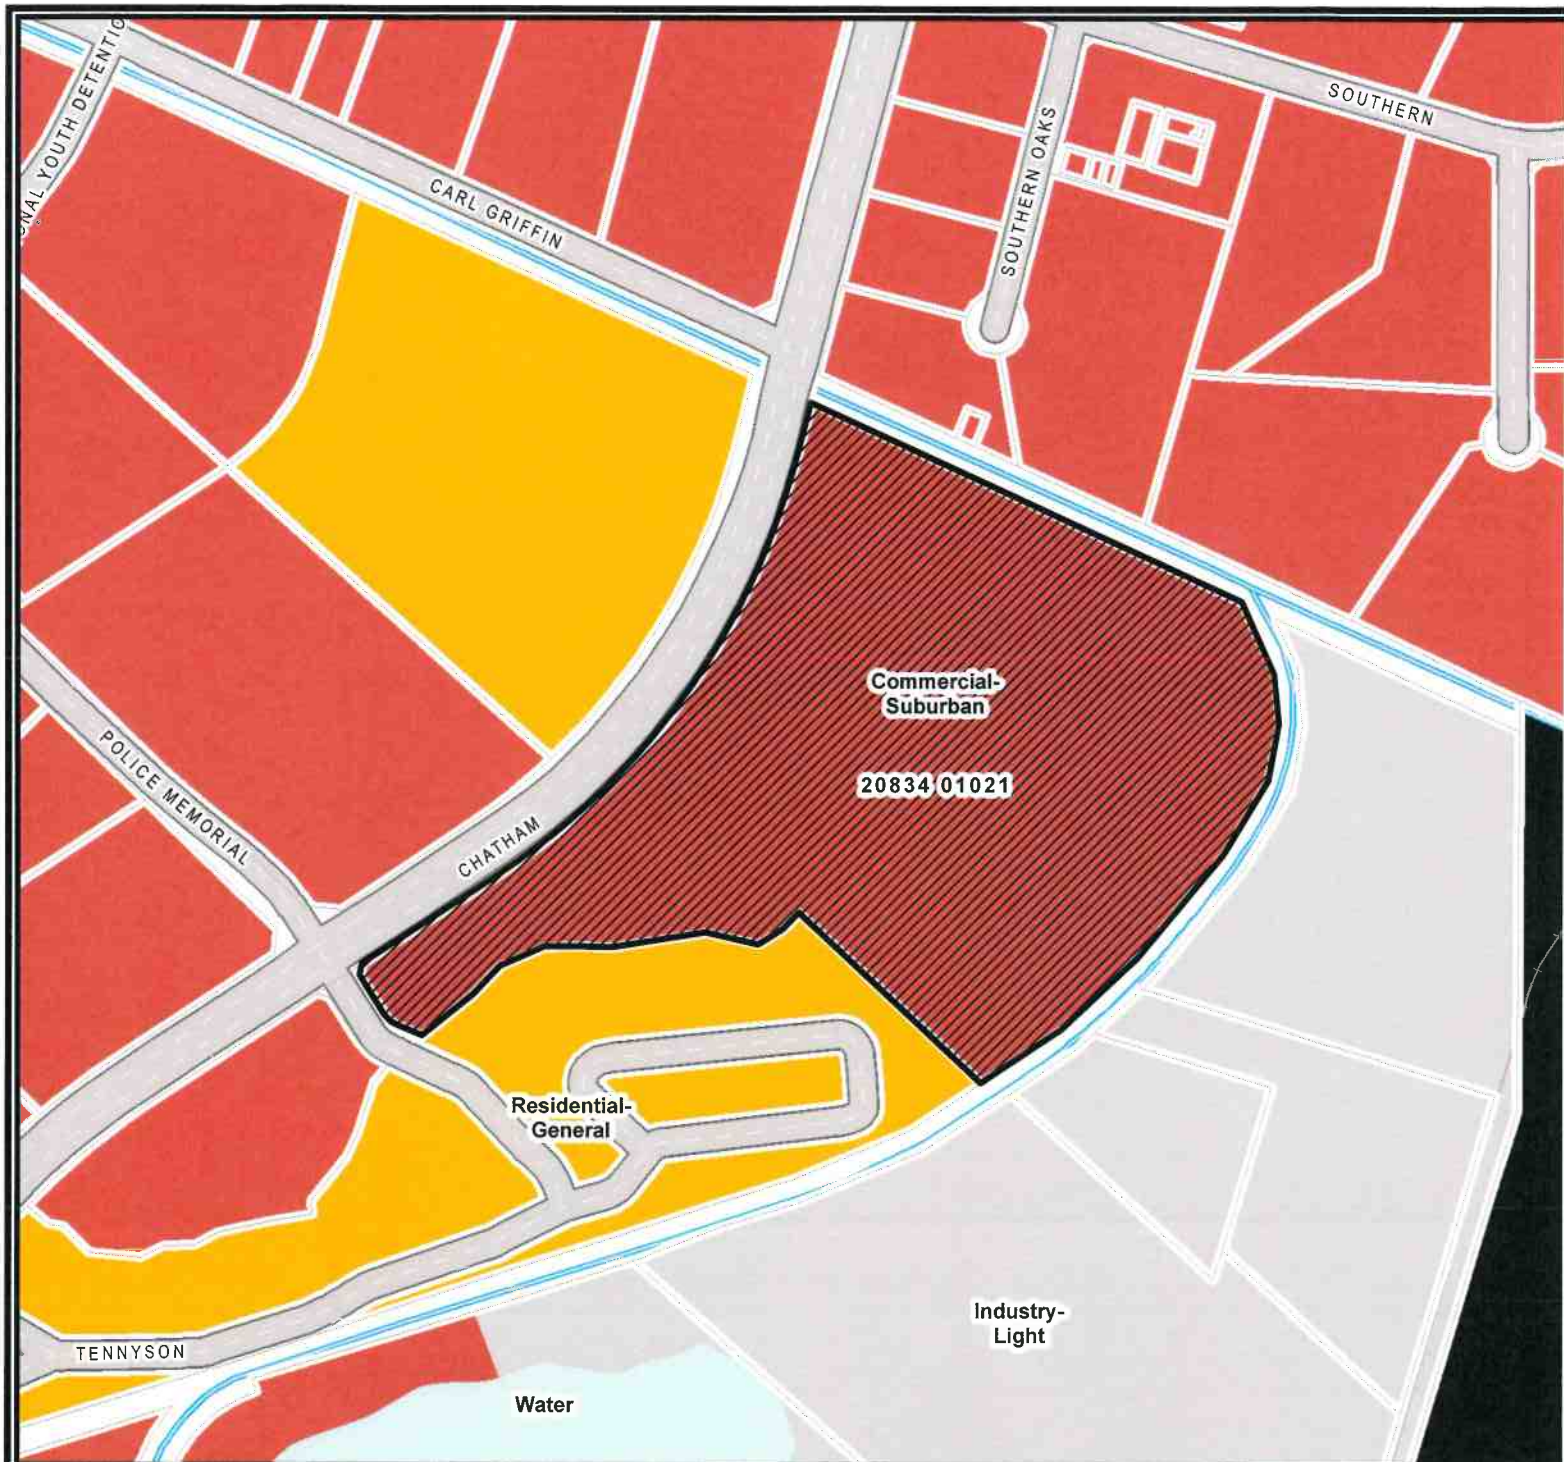 NAL YOUTH DETENTIO
SOUTHERN
CARL GRIFFIN
SOUTHERN OAKS
Commercial-
Suburban
20834 01021
POLICE MEMORIAL
CHATHAM
Residential-
General
Industry-
Light
TENNYSON
Water